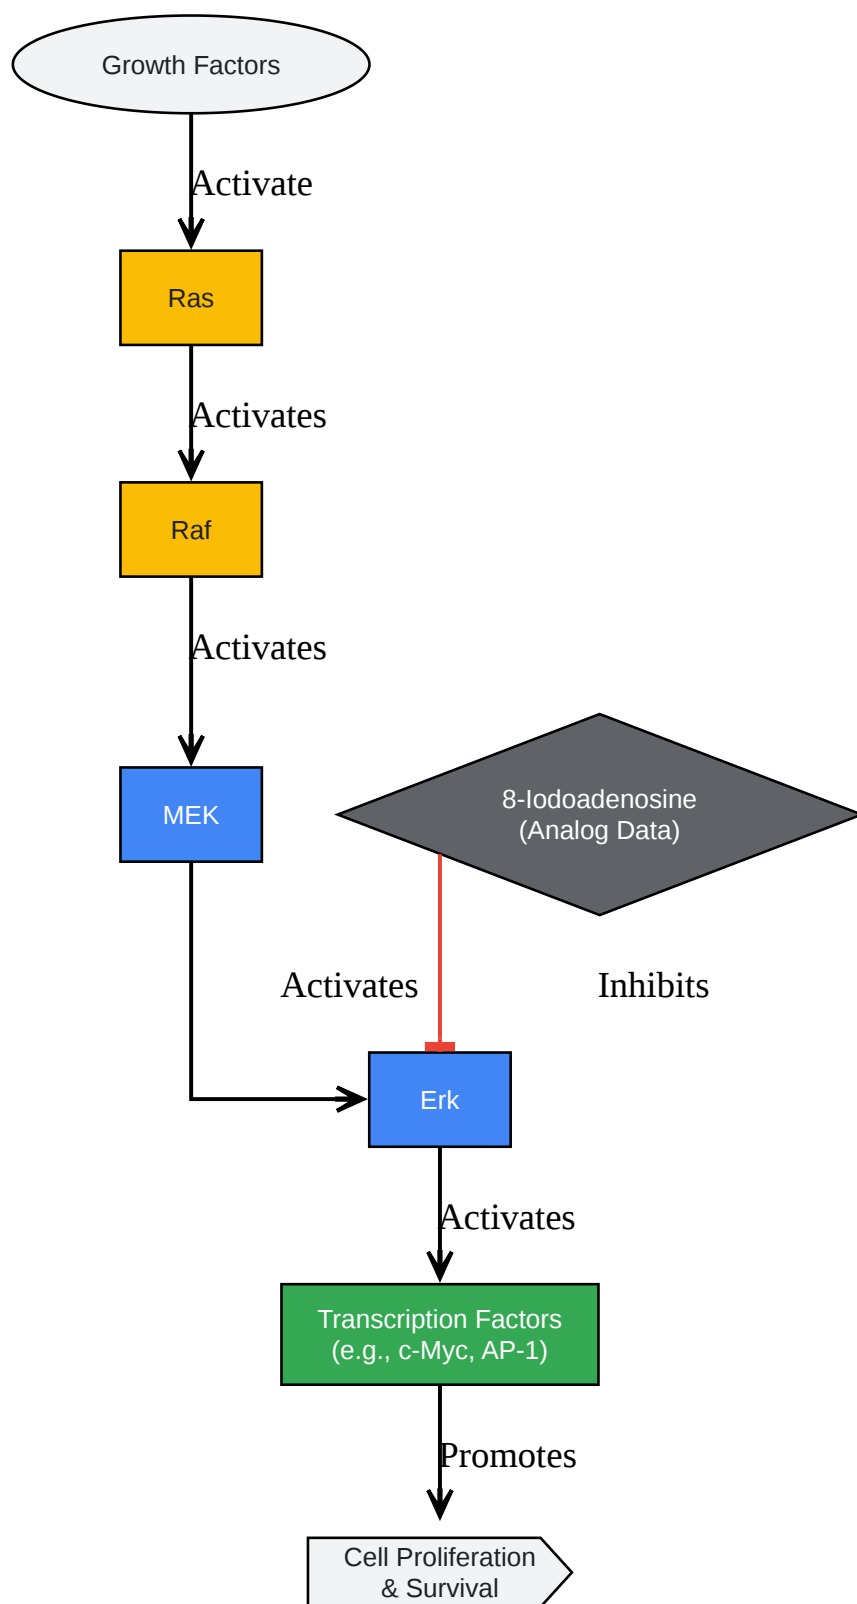 Growth Factors
Activate
Ras
Activates
Raf
Activates
MEK
8-Iodoadenosine
(Analog Data)
Activates
Inhibits
Erk
Activates
Transcription Factors
(e.g., c-Myc, AP-1)
Promotes
Cell Proliferation
& Survival